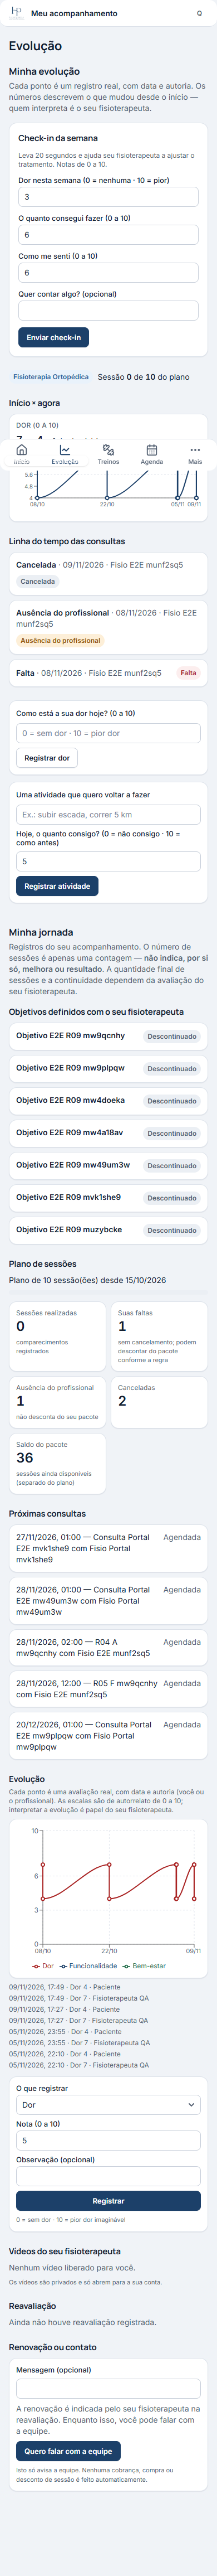 HP
Meu acompanhamento
Q
Evolução
Minha evolução
Cada ponto é um registro real, com data e autoria. Os
números descrevem o que mudou desde o início —
quem interpreta é o seu fisioterapeuta.
Check-in da semana
Leva 20 segundos e ajuda seu fisioterapeuta a ajustar o
tratamento. Notas de 0 a 10.
Dor nesta semana (0 = nenhuma · 10 = pior)
3
O quanto consegui fazer (0 a 10)
6
Como me senti (0 a 10)
6
Quer contar algo? (opcional)
Enviar check-in
Fisioterapia Ortopédica
Sessão 0 de 10 do plano
Início × agora
DOR (0 A 10)
Início
Evolução
Treinos
Agenda
Mais
5.6
4.8
4
08/10
22/10
05/11
09/11
Linha do tempo das consultas
Cancelada · 09/11/2026 · Fisio E2E munf2sq5
Cancelada
Ausência do profissional · 08/11/2026 · Fisio E2E
munf2sq5
Ausência do profissional
Falta · 08/11/2026 · Fisio E2E munf2sq5
Falta
Como está a sua dor hoje? (0 a 10)
0 = sem dor · 10 = pior dor
Registrar dor
Uma atividade que quero voltar a fazer
Ex.: subir escada, correr 5 km
Hoje, o quanto consigo? (0 = não consigo · 10 =
como antes)
5
Registrar atividade
Minha jornada
Registros do seu acompanhamento. O número de
sessões é apenas uma contagem — não indica, por si
só, melhora ou resultado. A quantidade final de
sessões e a continuidade dependem da avaliação do
seu fisioterapeuta.
Objetivos definidos com o seu fisioterapeuta
Objetivo E2E R09 mw9qcnhy
Descontinuado
Objetivo E2E R09 mw9plpqw
Descontinuado
Objetivo E2E R09 mw4doeka
Descontinuado
Objetivo E2E R09 mw4a18av
Descontinuado
Objetivo E2E R09 mw49um3w
Descontinuado
Objetivo E2E R09 mvk1she9
Descontinuado
Objetivo E2E R09 muzybcke
Descontinuado
Plano de sessões
Plano de 10 sessão(ões) desde 15/10/2026
Sessões realizadas
0
comparecimentos
registrados
Suas faltas
1
sem cancelamento; podem
descontar do pacote
conforme a regra
Ausência do profissional
1
não desconta do seu pacote
Canceladas
2
Saldo do pacote
36
sessões ainda disponíveis
(separado do plano)
Próximas consultas
27/11/2026, 01:00 — Consulta Portal
E2E mvk1she9 com Fisio Portal
mvk1she9
Agendada
28/11/2026, 01:00 — Consulta Portal
E2E mw49um3w com Fisio Portal
mw49um3w
Agendada
28/11/2026, 02:00 — R04 A
mw9qcnhy com Fisio E2E munf2sq5
Agendada
28/11/2026, 12:00 — R05 F mw9qcnhy
com Fisio E2E munf2sq5
Agendada
20/12/2026, 01:00 — Consulta Portal
E2E mw9plpqw com Fisio Portal
mw9plpqw
Agendada
Evolução
Cada ponto é uma avaliação real, com data e autoria (você ou
o profissional). As escalas são de autorrelato de 0 a 10;
interpretar a evolução é papel do seu fisioterapeuta.
10
6
3
0
08/10
22/10
09/11
Dor
Funcionalidade
Bem-estar
09/11/2026, 17:49 · Dor 4 · Paciente
09/11/2026, 17:49 · Dor 7 · Fisioterapeuta QA
09/11/2026, 17:27 · Dor 4 · Paciente
09/11/2026, 17:27 · Dor 7 · Fisioterapeuta QA
05/11/2026, 23:55 · Dor 4 · Paciente
05/11/2026, 23:55 · Dor 7 · Fisioterapeuta QA
05/11/2026, 22:10 · Dor 4 · Paciente
05/11/2026, 22:10 · Dor 7 · Fisioterapeuta QA
O que registrar
Dor
Nota (0 a 10)
5
Observação (opcional)
Registrar
0 = sem dor · 10 = pior dor imaginável
Vídeos do seu fisioterapeuta
Nenhum vídeo liberado para você.
Os vídeos são privados e só abrem para a sua conta.
Reavaliação
Ainda não houve reavaliação registrada.
Renovação ou contato
Mensagem (opcional)
A renovação é indicada pelo seu fisioterapeuta na
reavaliação. Enquanto isso, você pode falar com
a equipe.
Quero falar com a equipe
Isto só avisa a equipe. Nenhuma cobrança, compra ou
desconto de sessão é feito automaticamente.